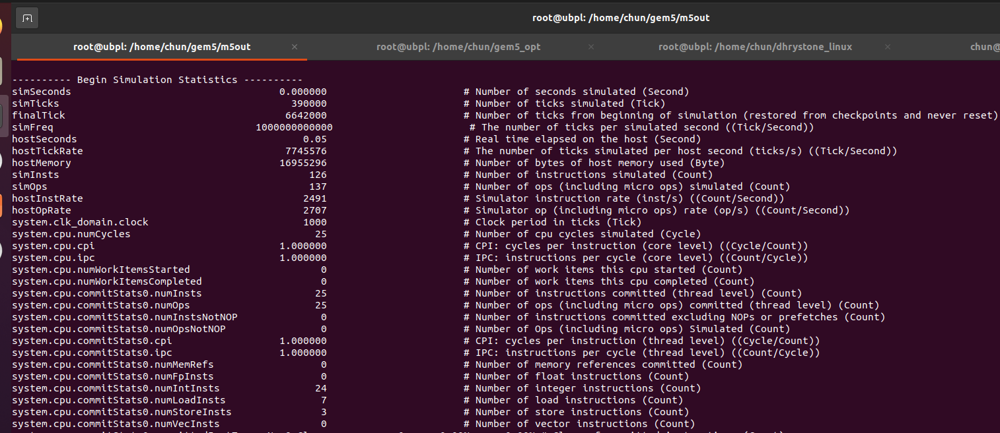 root@ubpl: /home/chun/gem5/m5out
root@ubpl: /home/chun/gem5/m5out × root@ubpl: /home/chun/gem5_opt × root@ubpl: /home/chun/dhrystone_linux × chun@
---------- Begin Simulation Statistics ----------
simSeconds 0.000000 # Number of seconds simulated (Second)
simTicks 390000 # Number of ticks simulated (Tick)
finalTick 6642000 # Number of ticks from beginning of simulation (restored from checkpoints and never reset)
simFreq 1000000000000 # The number of ticks per simulated second ((Tick/Second))
hostSeconds 0.05 # Real time elapsed on the host (Second)
hostTickRate 7745576 # The number of ticks simulated per host second (ticks/s) ((Tick/Second))
hostMemory 16955296 # Number of bytes of host memory used (Byte)
simInsts 126 # Number of instructions simulated (Count)
simOps 137 # Number of ops (including micro ops) simulated (Count)
hostInstRate 2491 # Simulator instruction rate (inst/s) ((Count/Second))
hostOpRate 2707 # Simulator op (including micro ops) rate (op/s) ((Count/Second))
system.clk_domain.clock 1000 # Clock period in ticks (Tick)
system.cpu.numCycles 25 # Number of cpu cycles simulated (Cycle)
system.cpu.cpi 1.000000 # CPI: cycles per instruction (core level) ((Cycle/Count))
system.cpu.ipc 1.000000 # IPC: instructions per cycle (core level) ((Count/Cycle))
system.cpu.numWorkItemsStarted 0 # Number of work items this cpu started (Count)
system.cpu.numWorkItemsCompleted 0 # Number of work items this cpu completed (Count)
system.cpu.commitStats0.numInsts 25 # Number of instructions committed (thread level) (Count)
system.cpu.commitStats0.numOps 25 # Number of ops (including micro ops) committed (thread level) (Count)
system.cpu.commitStats0.numInstsNotNOP 0 # Number of instructions committed excluding NOPs or prefetches (Count)
system.cpu.commitStats0.numOpsNotNOP 0 # Number of Ops (including micro ops) Simulated (Count)
system.cpu.commitStats0.cpi 1.000000 # CPI: cycles per instruction (thread level) ((Cycle/Count))
system.cpu.commitStats0.ipc 1.000000 # IPC: instructions per cycle (thread level) ((Count/Cycle))
system.cpu.commitStats0.numMemRefs 0 # Number of memory references committed (Count)
system.cpu.commitStats0.numFpInsts 0 # Number of float instructions (Count)
system.cpu.commitStats0.numIntInsts 24 # Number of integer instructions (Count)
system.cpu.commitStats0.numLoadInsts 7 # Number of load instructions (Count)
system.cpu.commitStats0.numStoreInsts 3 # Number of store instructions (Count)
system.cpu.commitStats0.numVecInsts 0 # Number of vector instructions (Count)